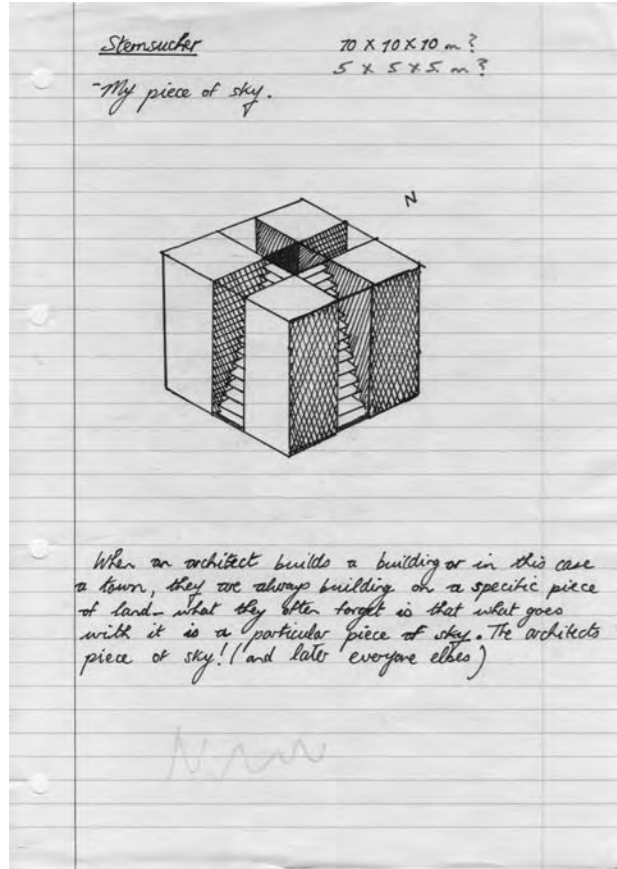 Sternsucher
10 x 10 x 10 m?
5 x 5 x 5 m?
-My piece of sky.
N
When an architect builds a building or in this case
a town, they are always building on a specific piece
of land - what they often forget is that what goes
with it is a particular piece of sky. The architects
piece of sky! (and later everyone elbes)